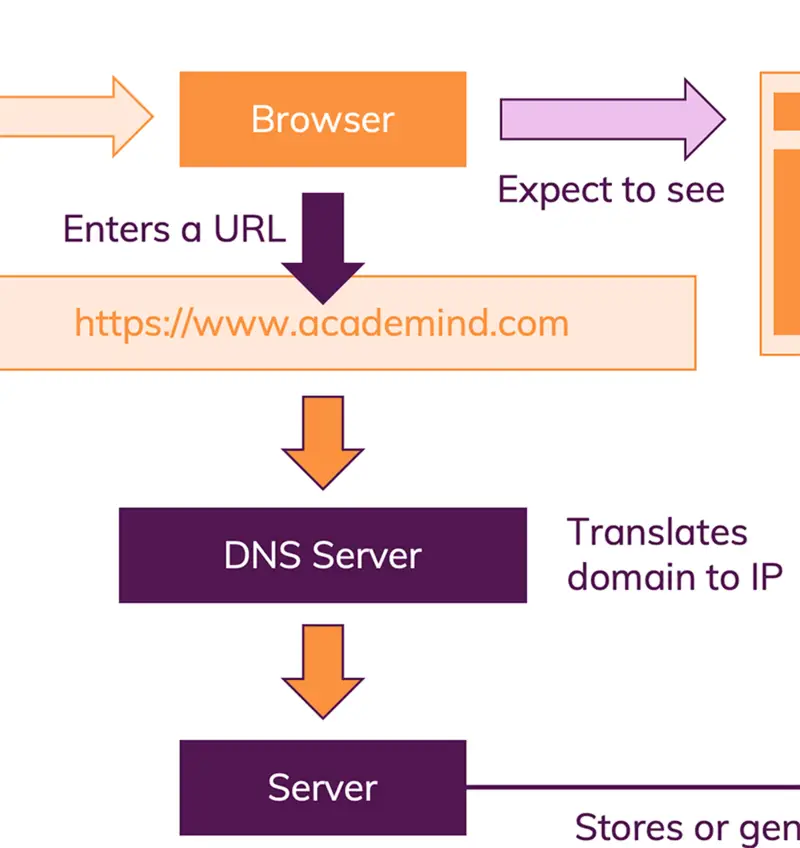 Browser
Expect to see
Enters a URL
https://www.academind.com
DNS Server
Translates
domain to IP
Server
Stores or gen